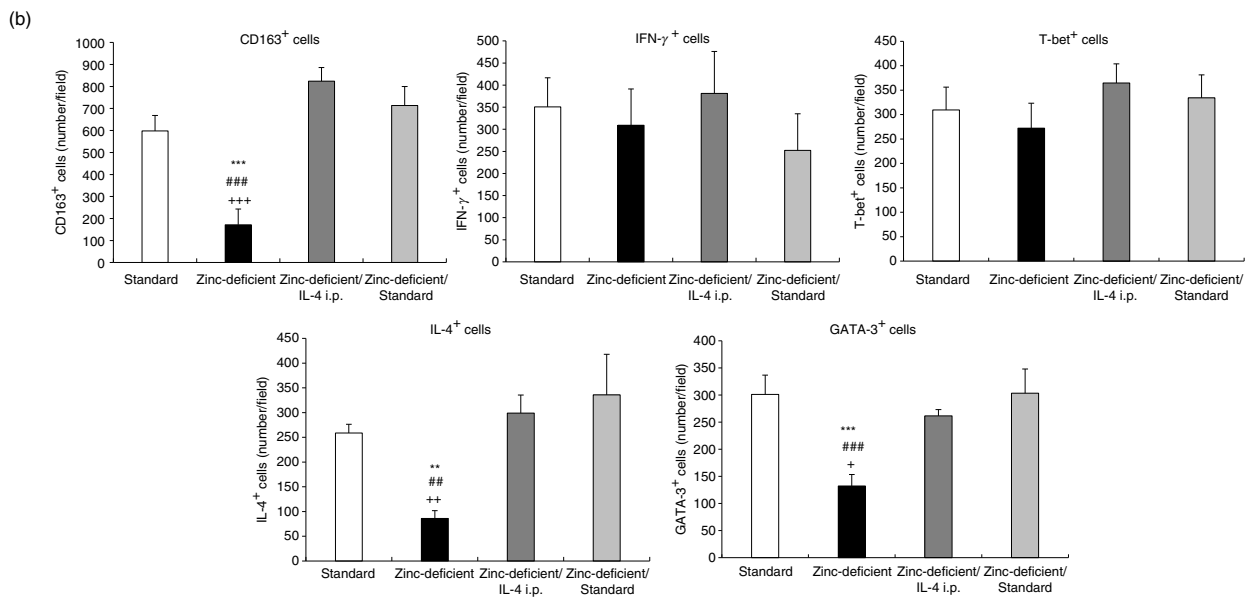 (b)
CD163+ cells
CD163+ cells (number/field)
1000
900
800
700
600
500
400
300
200
100
0
***
###
+++
Standard
Zinc-deficient
Zinc-deficient/
IL-4 i.p.
Zinc-deficient/
Standard
IFN-γ+ cells
IFN-γ+ cells (number/field)
500
450
400
350
300
250
350
150
100
350
0
Standard
Zinc-deficient
Zinc-deficient/
IL-4 i.p.
Zinc-deficient/
Standard
T-bet+ cells
T-bet+ cells (number/field)
450
400
350
300
250
200
150
100
50
0
Standard
Zinc-deficient
Zinc-deficient/
IL-4 i.p.
Zinc-deficient/
Standard
IL-4+ cells
IL-4+ cells (number/field)
450
400
350
300
250
200
150
100
50
0
**
##
++
Standard
Zinc-deficient
Zinc-deficient/
IL-4 i.p.
Zinc-deficient/
Standard
GATA-3+ cells
GATA-3+ cells (number/field)
400
350
300
250
200
150
100
50
0
***
###
+
Standard
Zinc-deficient
Zinc-deficient/
IL-4 i.p.
Zinc-deficient/
Standard